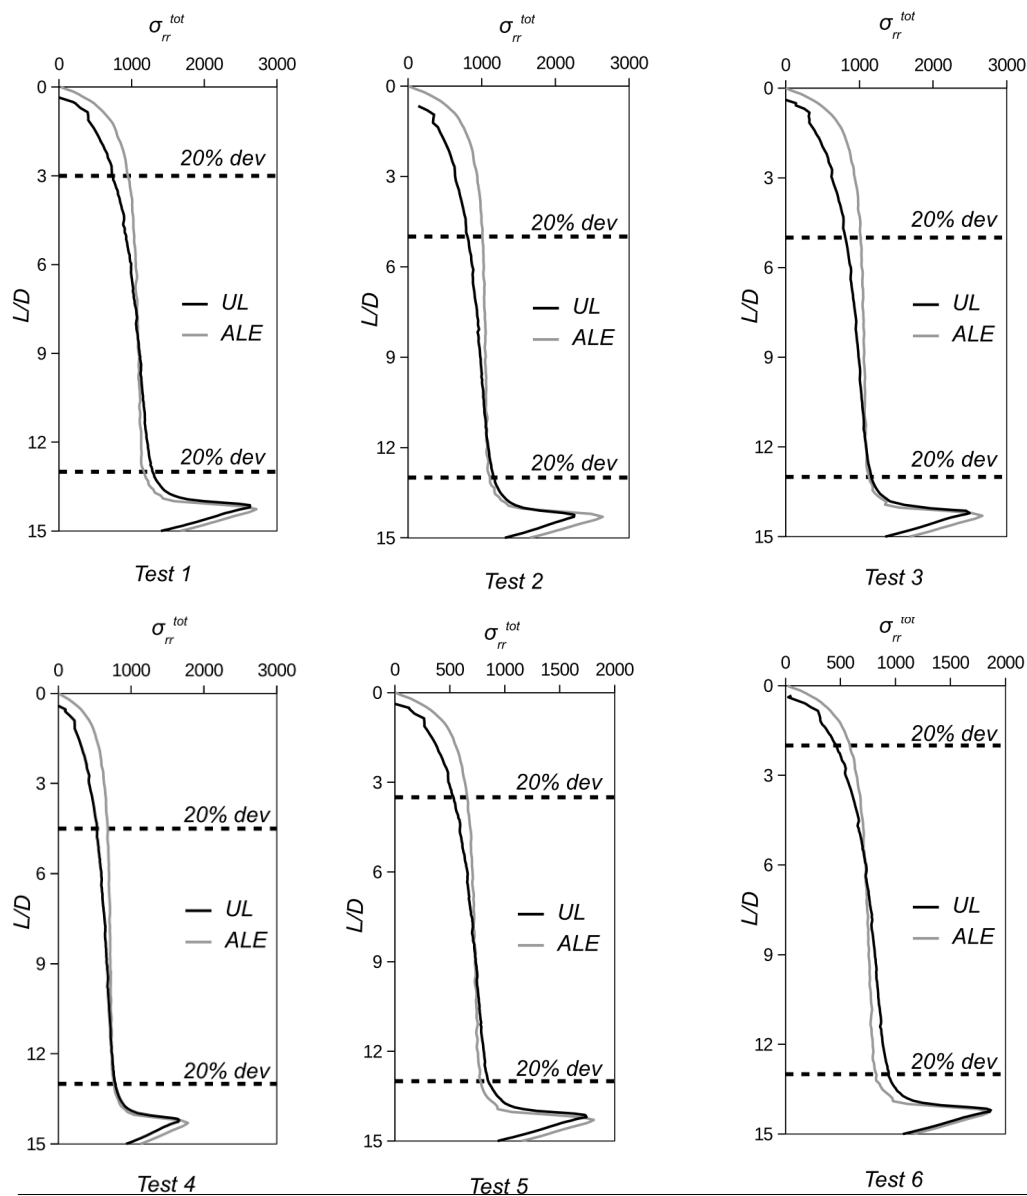 σrr^tot
0 1000 2000 3000
0
3
6
9
12
15
L/D
20% dev
UL
ALE
20% dev
Test 1
σrr^tot
0 1000 2000 3000
0
3
6
9
12
15
L/D
20% dev
UL
ALE
20% dev
Test 2
σrr^tot
0 1000 2000 3000
0
3
6
9
12
15
L/D
20% dev
UL
ALE
20% dev
Test 3
σrr^tot
0 1000 2000 3000
0
3
6
9
12
15
L/D
20% dev
UL
ALE
20% dev
Test 4
σrr^tot
0 500 1000 1500 2000
0
3
6
9
12
15
L/D
20% dev
UL
ALE
20% dev
Test 5
σrr^tot
0 500 1000 1500 2000
0
3
6
9
12
15
L/D
20% dev
UL
ALE
20% dev
Test 6